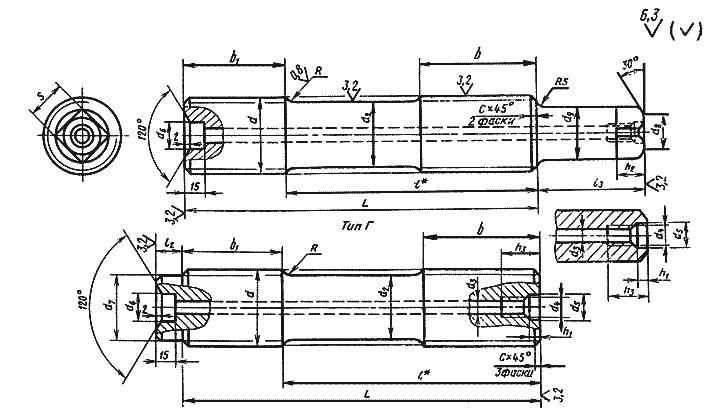 6,3 (✓)
b₁
b
0,8
R
3,2
3,2
R5
30°
S
120°
d₆
2
d
d₂
C×45°
2 фаски
d₉
d₈
15
h₂
l*
l₃
3,2
L
3,2
Тип Г
3,2
l₂
b₁
R
b
h₃
d₃
d₄
d₅
h₁
h₃
120°
d₇
d₆
2
d
d₂
d₃
d₄
d₅
h₁
15
C×45°
3 фаски
l*
L
3,2